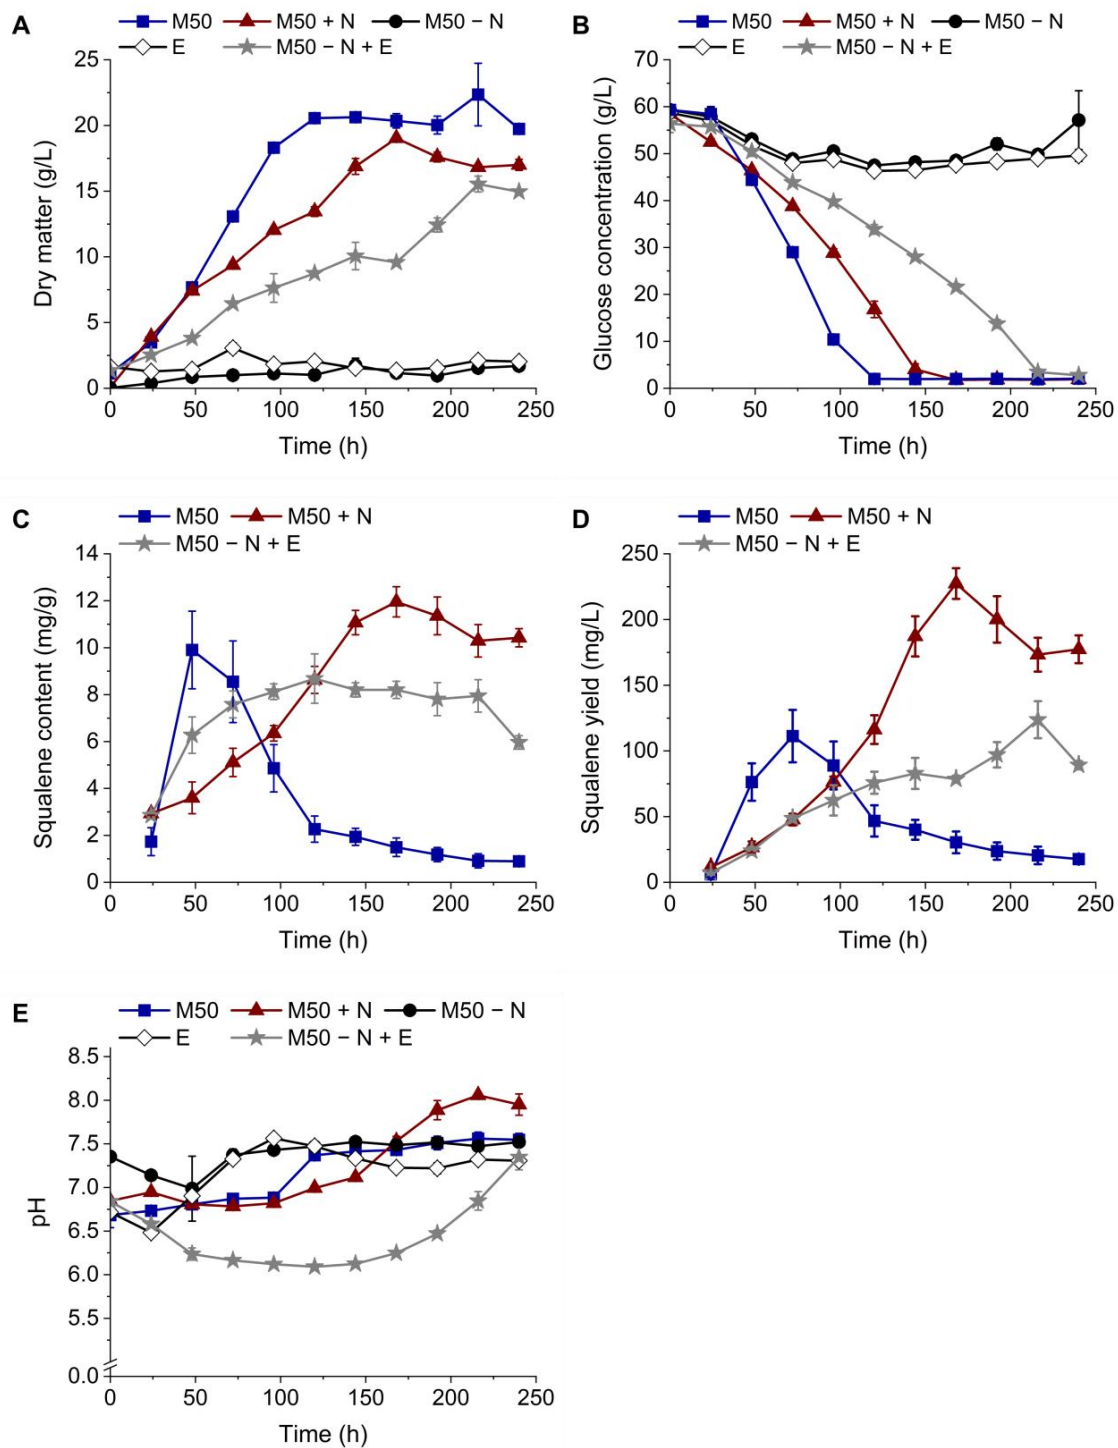 A
M50 M50 + N M50 − N
E M50 − N + E
25
20
15
10
5
0
Dry matter (g/L)
0 50 100 150 200 250
Time (h)
B
M50 M50 + N M50 − N
E M50 − N + E
70
60
50
40
30
20
10
0
Glucose concentration (g/L)
0 50 100 150 200 250
Time (h)
C
M50 M50 + N
M50 − N + E
14
12
10
8
6
4
2
0
Squalene content (mg/g)
0 50 100 150 200 250
Time (h)
D
M50 M50 + N
M50 − N + E
250
200
150
100
50
0
Squalene yield (mg/L)
0 50 100 150 200 250
Time (h)
E
M50 M50 + N M50 − N
E M50 − N + E
8.5
8.0
7.5
7.0
6.5
6.0
5.5
0.0
pH
0 50 100 150 200 250
Time (h)